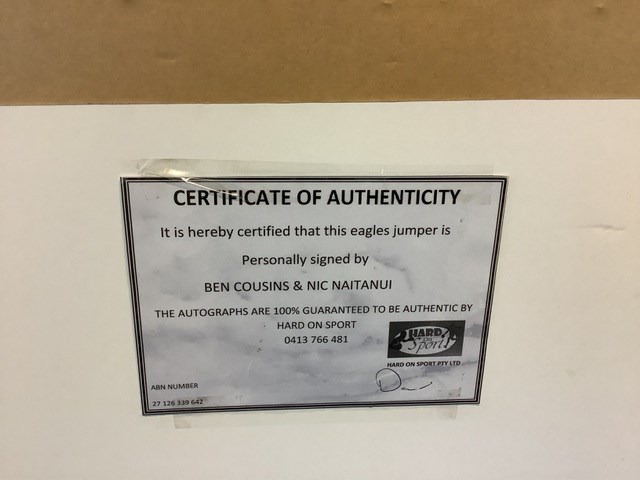 CERTIFICATE OF AUTHENTICITY
It is hereby certified that this eagles jumper is
Personally signed by
BEN COUSINS & NIC NAITANUI
THE AUTOGRAPHS ARE 100% GUARANTEED TO BE AUTHENTIC BY
HARD ON SPORT
0413 766 481
HARD
On
Sport
HARD ON SPORT PTY LTD
ABN NUMBER
27 126 339 642